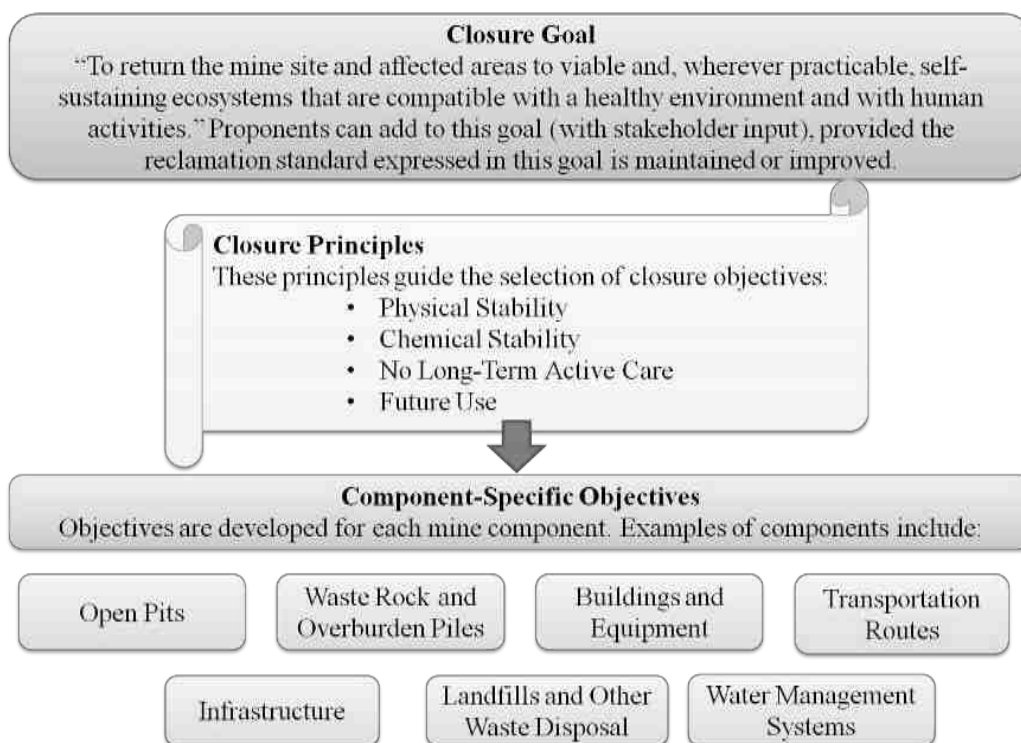 Closure Goal
“To return the mine site and affected areas to viable and, wherever practicable, self-
sustaining ecosystems that are compatible with a healthy environment and with human
activities.” Proponents can add to this goal (with stakeholder input), provided the
reclamation standard expressed in this goal is maintained or improved.
Closure Principles
These principles guide the selection of closure objectives:
• Physical Stability
• Chemical Stability
• No Long-Term Active Care
• Future Use
Component-Specific Objectives
Objectives are developed for each mine component. Examples of components include:
Open Pits
Waste Rock and
Overburden Piles
Buildings and
Equipment
Transportation
Routes
Infrastructure
Landfills and Other
Waste Disposal
Water Management
Systems